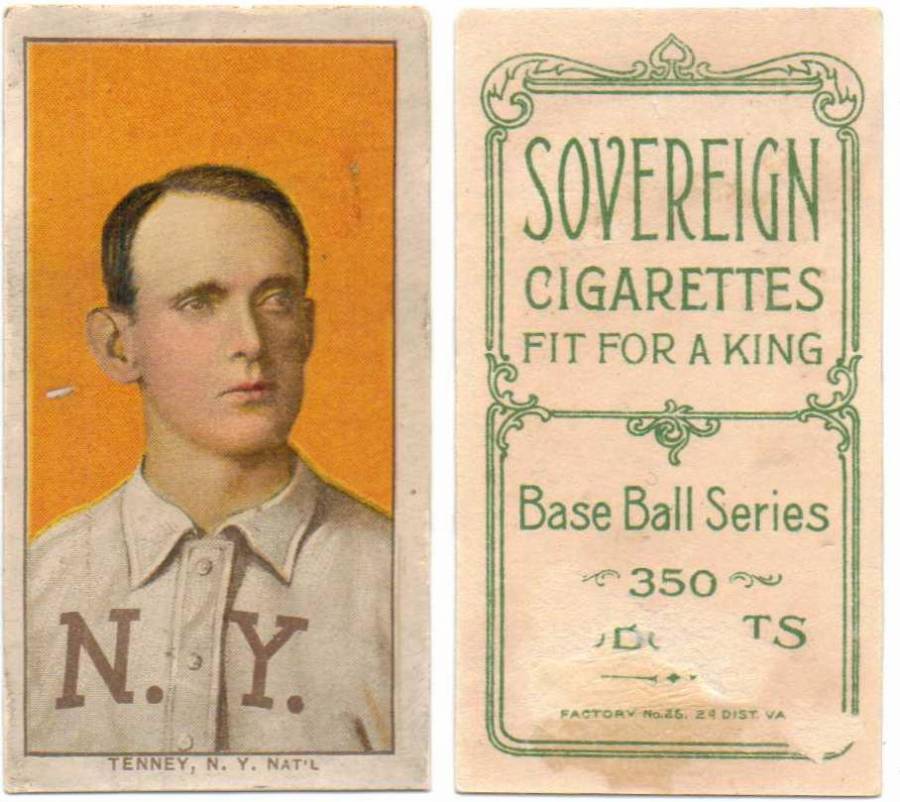 N. Y.
TENNEY, N. Y. NAT'L
SOVEREIGN
CIGARETTES
FIT FOR A KING
Base Ball Series
350
FACTORY No. 25. 2d DIST. VA